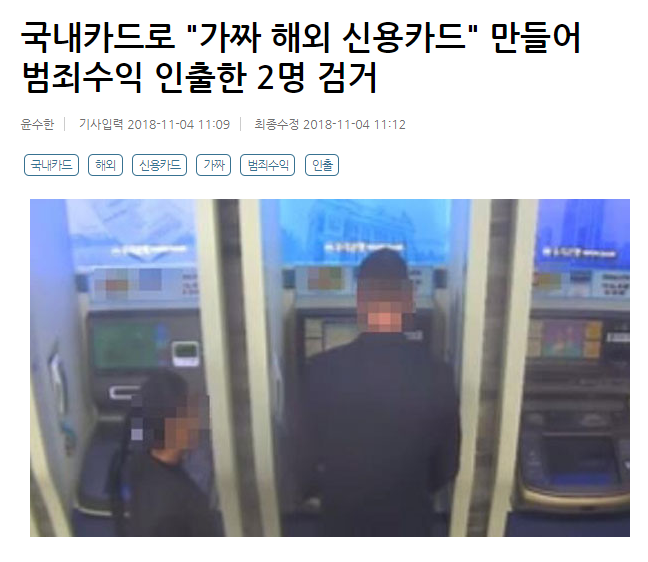 국내카드로 "가짜 해외 신용카드" 만들어
범죄수익 인출한 2명 검거
윤수한 기사입력 2018-11-04 11:09 최종수정 2018-11-04 11:12
국내카드 해외 신용카드 가짜 범죄수익 인출